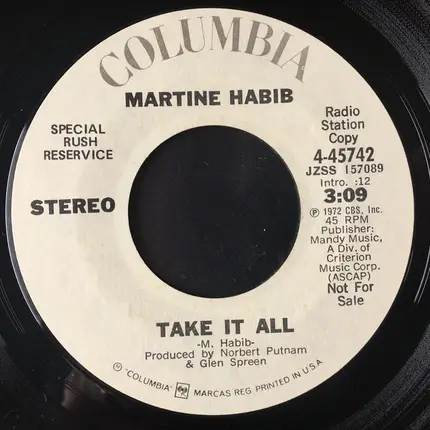 COLUMBIA
MARTINE HABIB
SPECIAL
RUSH
RESERVICE
STEREO
Radio
Station
Copy
4-45742
JZSS 157089
Intro. :12
3:09
Ⓟ 1972 CBS, Inc.
45 RPM
Publisher:
Mandy Music,
A Div. of
Criterion
Music Corp.
(ASCAP)
Not For
Sale
TAKE IT ALL
-M. Habib-
Produced by Norbert Putnam
& Glen Spreen
® "COLUMBIA" MARCAS REG. PRINTED IN U.S.A